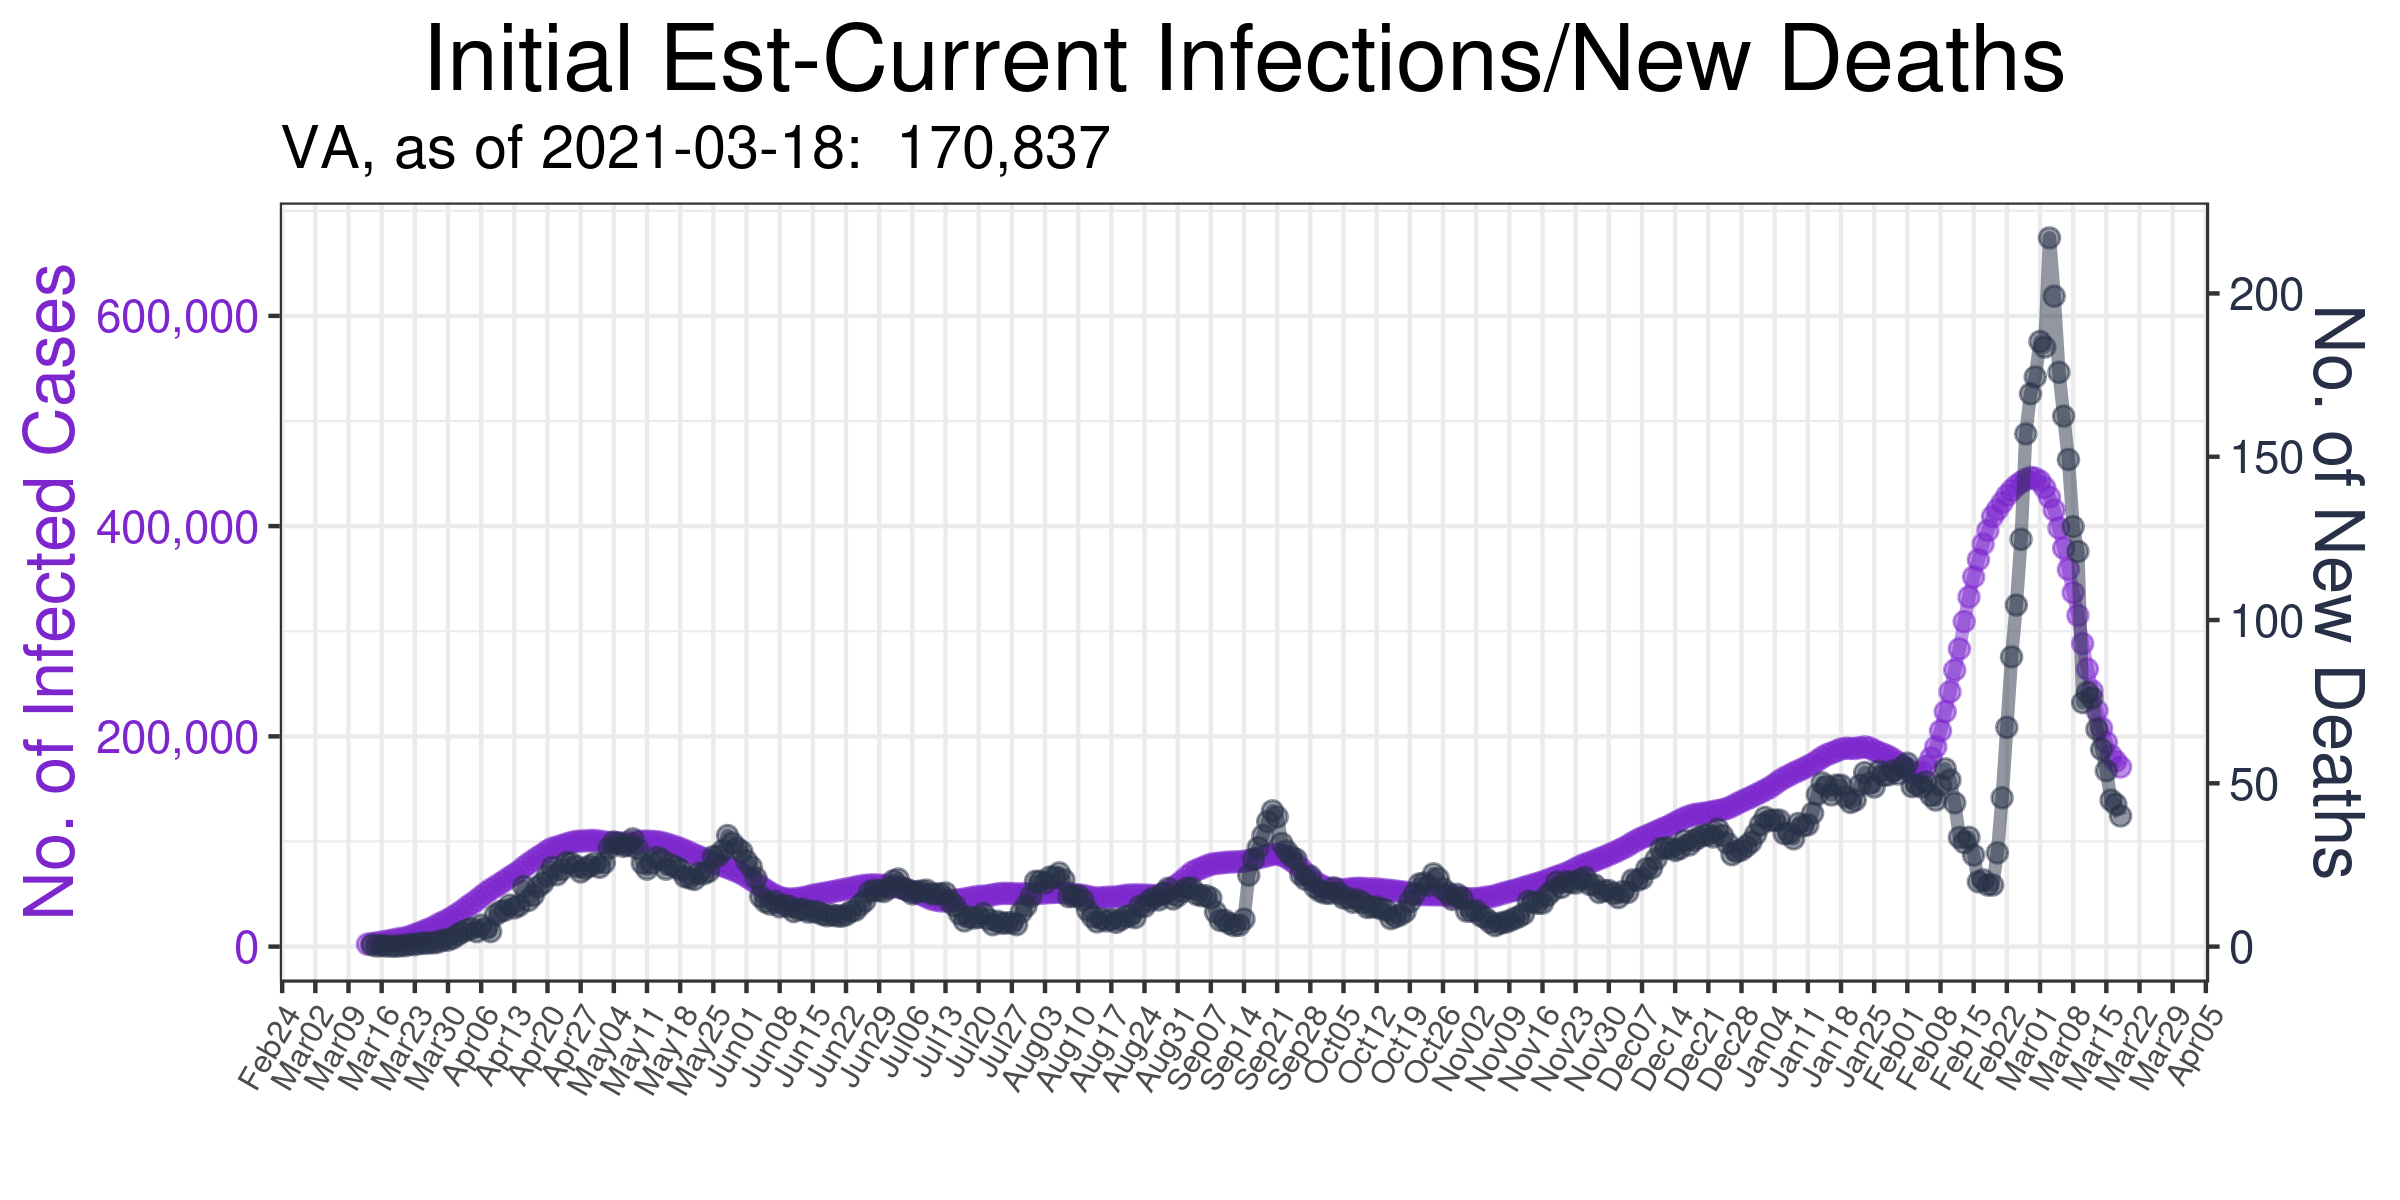 Initial Est-Current Infections/New Deaths
VA, as of 2021-03-18:  170,837
No. of Infected Cases
600,000
400,000
200,000
0
200
150
100
50
0
No. of New Deaths
Feb24
Mar02
Mar09
Mar16
Mar23
Mar30
Apr06
Apr13
Apr20
Apr27
May04
May11
May18
May25
Jun01
Jun08
Jun15
Jun22
Jun29
Jul06
Jul13
Jul20
Jul27
Aug03
Aug10
Aug17
Aug24
Aug31
Sep07
Sep14
Sep21
Sep28
Oct05
Oct12
Oct19
Oct26
Nov02
Nov09
Nov16
Nov23
Nov30
Dec07
Dec14
Dec21
Dec28
Jan04
Jan11
Jan18
Jan25
Feb01
Feb08
Feb15
Feb22
Mar01
Mar08
Mar15
Mar22
Mar29
Apr05